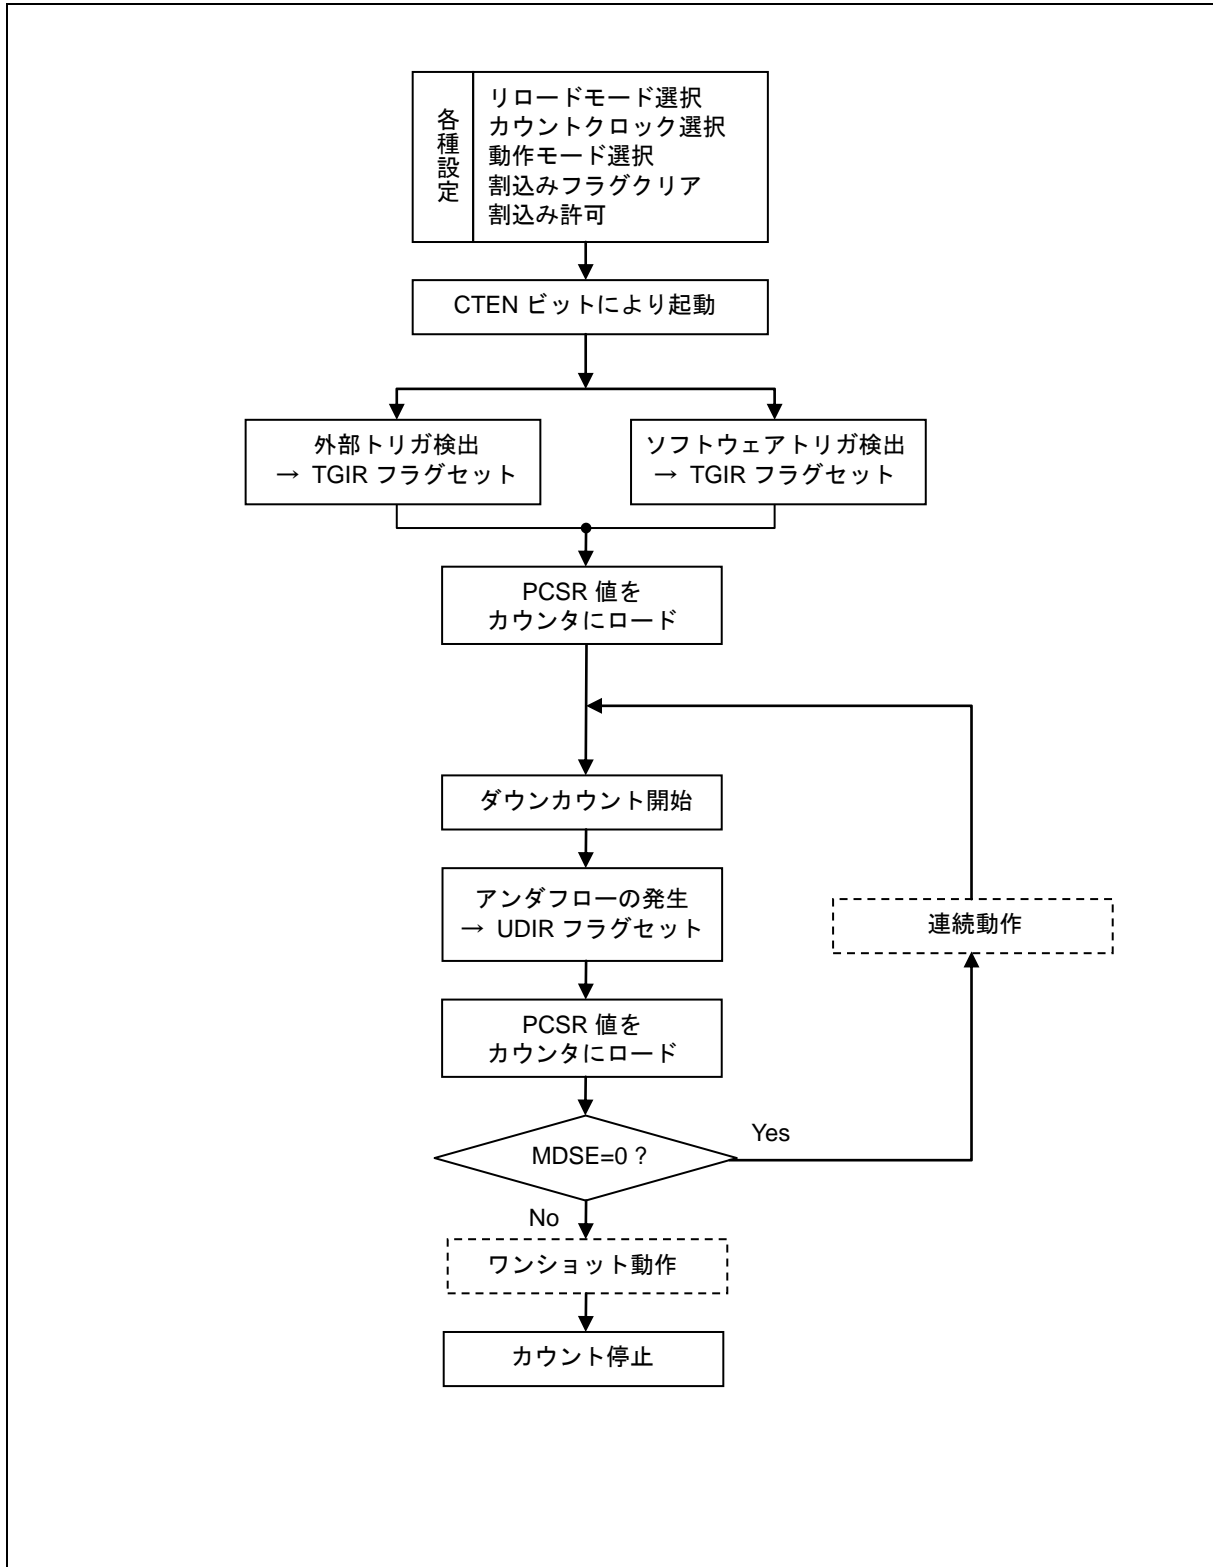 各種設定
リロードモード選択
カウントクロック選択
動作モード選択
割込みフラグクリア
割込み許可
CTEN ビットにより起動
外部トリガ検出
→ TGIR フラグセット
ソフトウェアトリガ検出
→ TGIR フラグセット
PCSR 値を
カウンタにロード
ダウンカウント開始
アンダフローの発生
→ UDIR フラグセット
連続動作
PCSR 値を
カウンタにロード
MDSE=0 ?
Yes
No
ワンショット動作
カウント停止